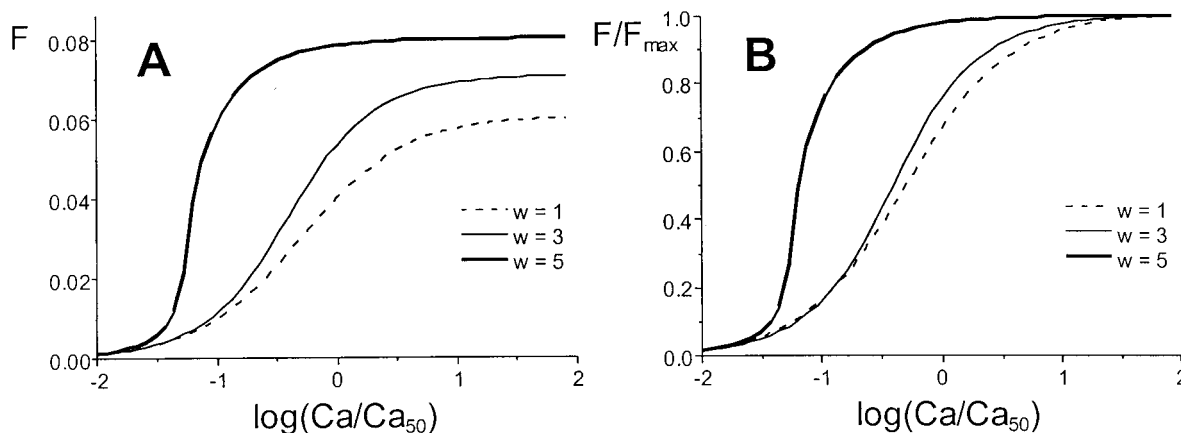 F
A
0.08
0.06
0.04
0.02
0.00
w = 1
w = 3
w = 5
-2
-1
0
1
2
log(Ca/Ca50)
F/Fmax
B
1.0
0.8
0.6
0.4
0.2
0.0
w = 1
w = 3
w = 5
-2
-1
0
1
2
log(Ca/Ca50)